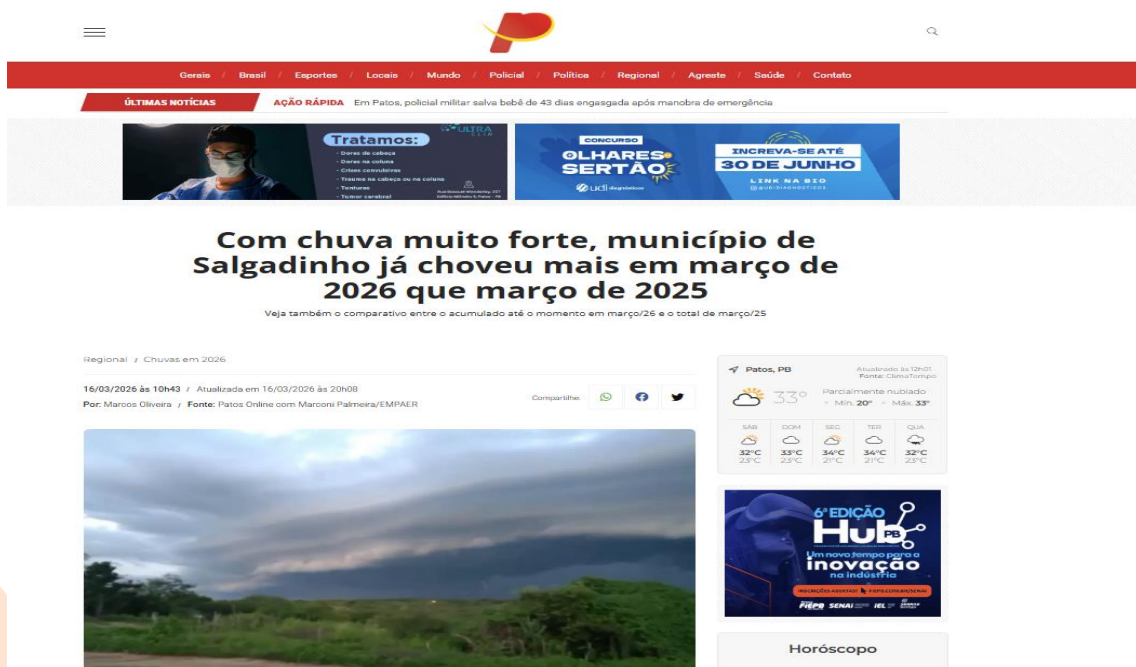 Gerais / Brasil / Esportes / Locais / Mundo / Policial / Política / Regional / Agreste / Saúde / Contato
ÚLTIMAS NOTÍCIAS AÇÃO RÁPIDA Em Patos, policial militar salva bebê de 43 dias engasgada após manobra de emergência
ULTRA
Tratamos:
- Dores de cabeça
- Dores na coluna
- Crises convulsivas
- Trauma na cabeça ou na coluna
- Tonturas
- Tumor cerebral
CONCURSO
OLHARES
SERTÃO
UCI diagnósticos
INCREVA-SE ATÉ
30 DE JUNHO
LINK NA BIO
Com chuva muito forte, município de
Salgadinho já choveu mais em março de
2026 que março de 2025
Veja também o comparativo entre o acumulado até o momento em março/26 e o total de março/25
Regional / Chuvas em 2026
16/03/2026 às 10h43 / Atualizada em 16/03/2026 às 20h08
Por: Marcos Oliveira / Fonte: Patos Online com Marconi Palmeira/EMPAER
Compartilhe:
Patos, PB
Atualizado às 12h01
Fonte: ClimaTempo
33°
Parcialmente nublado
Mín. 20° Máx. 33°
SÁB DOM SEG TER QUA
32°C 33°C 34°C 34°C 32°C
23°C 23°C 21°C 21°C 23°C
6ª EDIÇÃO
Hub PB
Um novo tempo para a
inovação
na indústria
FIEPB SENAI IEL
Horóscopo